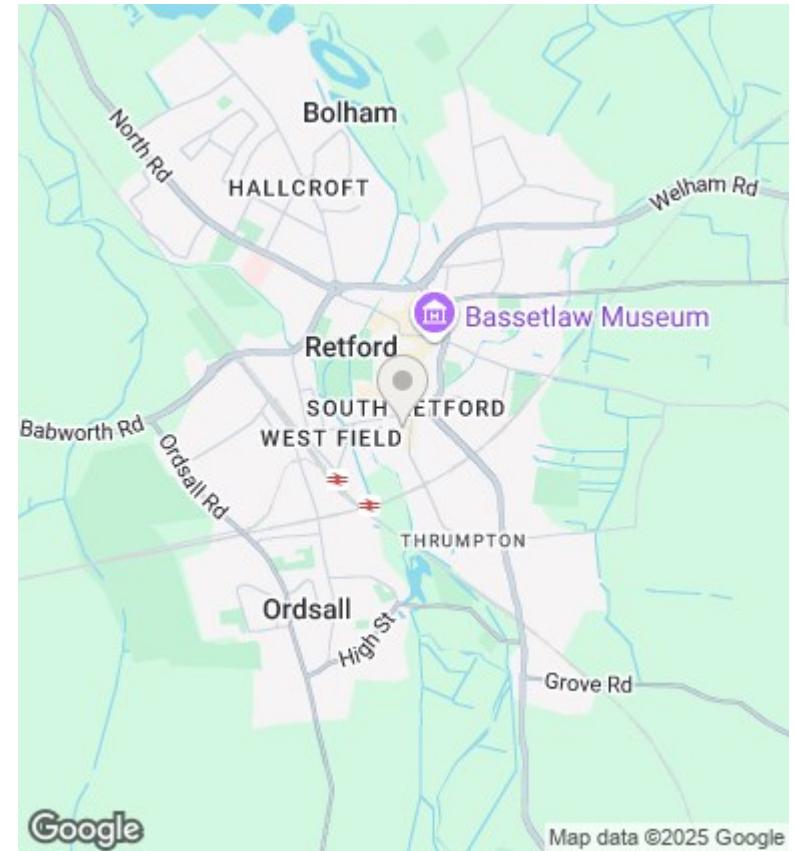 Bolham
North Rd
HALLCROFT
Welham Rd
Bassetlaw Museum
Retford
SOUTH RETFORD
Babworth Rd
WEST FIELD
Ordsall Rd
THRUMPTON
Ordsall
High St
Grove Rd
Google
Map data ©2025 Google